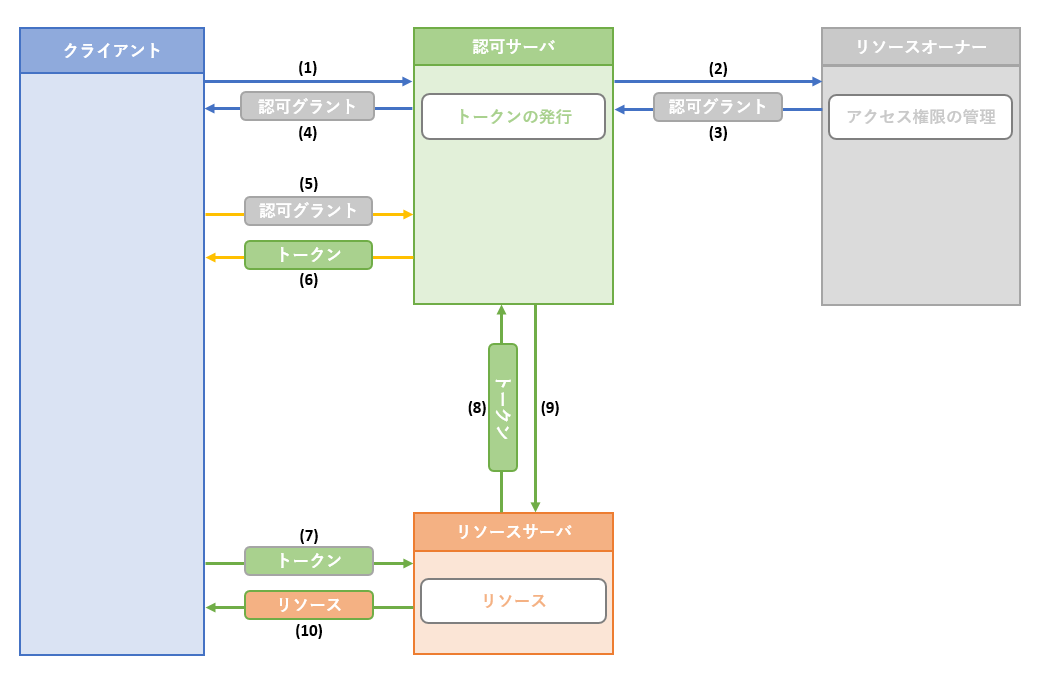 クライアント
認可サーバ
リソースオーナー
(1)
(2)
認可グラント
トークンの発行
認可グラント
アクセス権限の管理
(4)
(3)
(5)
認可グラント
トークン
(6)
トークン
(8)
(9)
リソースサーバ
(7)
トークン
リソース
リソース
(10)